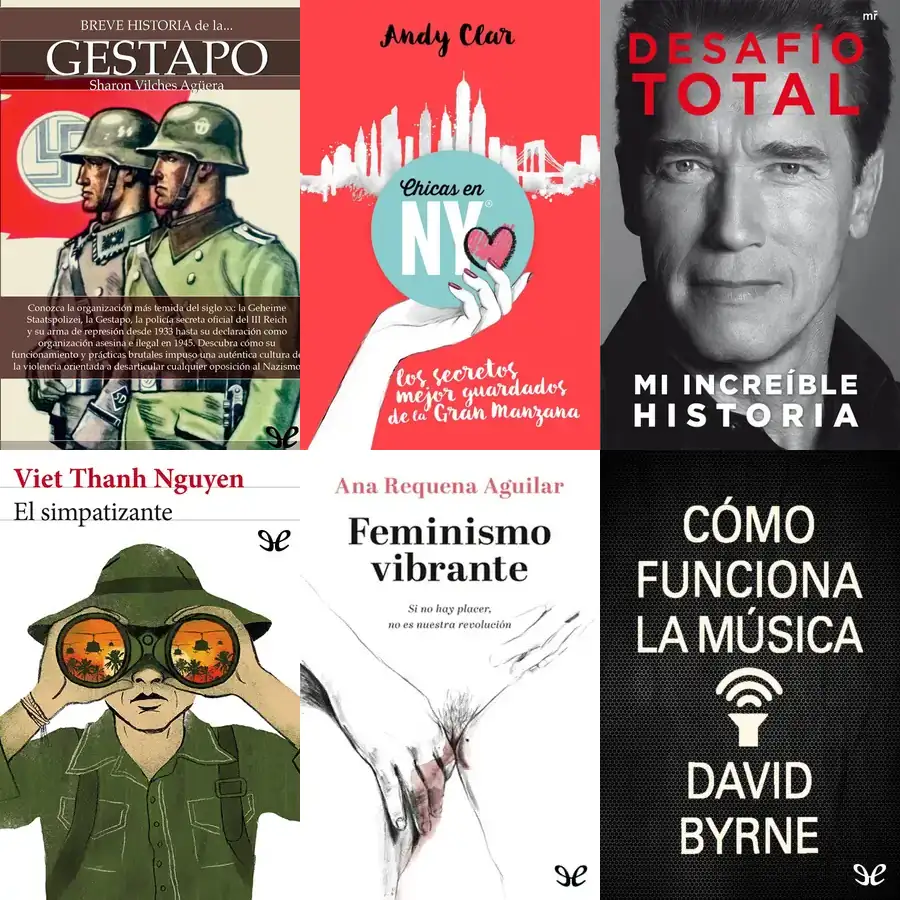 BREVE HISTORIA de la...
GESTAPO
Sharon Vilches Agüera
Conozca la organización más temida del siglo XX: la Geheime
Staatspolizei, la Gestapo, la policía secreta oficial del III Reich
y su arma de represión desde 1933 hasta su declaración como
organización asesina e ilegal en 1945. Descubra cómo su
funcionamiento y prácticas brutales impuso una auténtica cultura de
la violencia orientada a desarticular cualquier oposición al Nazismo
Andy Clar
Chicas en
NY®
los secretos
mejor guardados
de la Gran Manzana
mr̄
DESAFÍO
TOTAL
MI INCREÍBLE
HISTORIA
Viet Thanh Nguyen
El simpatizante
Ana Requena Aguilar
Feminismo
vibrante
Si no hay placer,
no es nuestra revolución
CÓMO
FUNCIONA
LA MÚSICA
DAVID
BYRNE